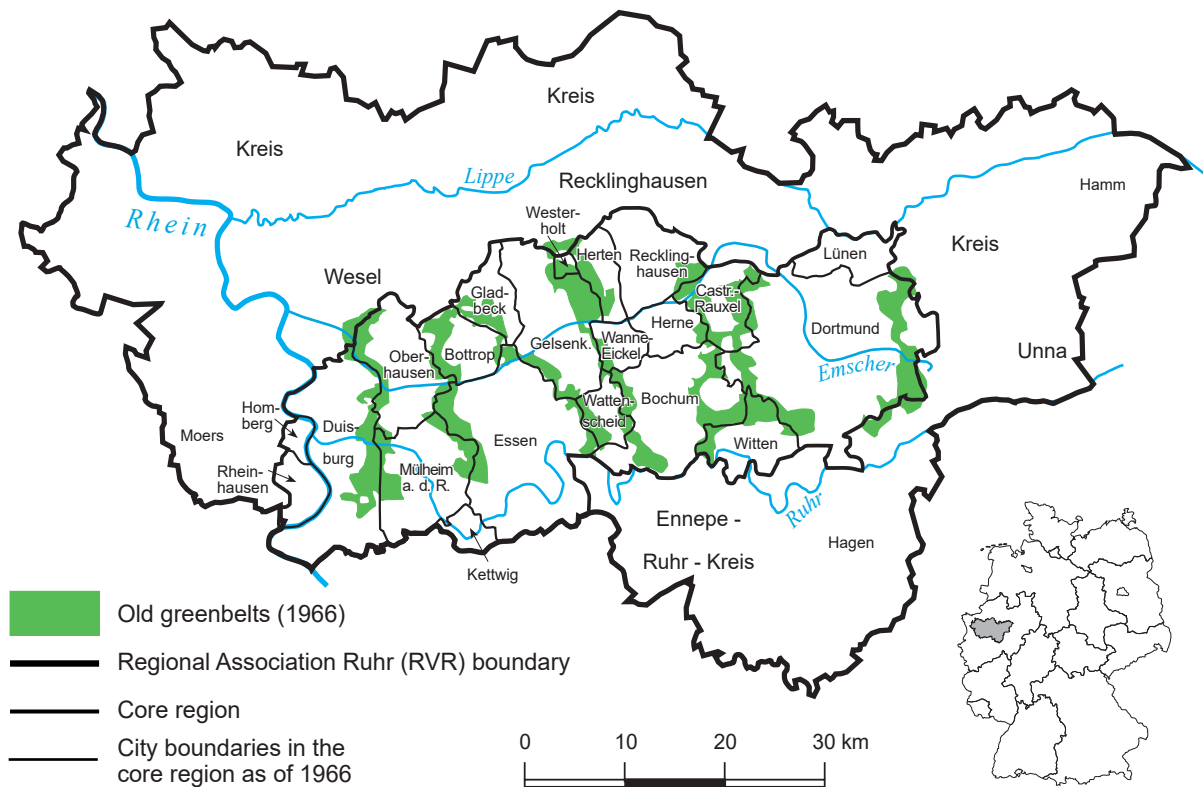 Kreis
Kreis
Lippe
Rhein
Recklinghausen
Hamm
Wester-
holt
Herten
Reckling-
hausen
Lünen
Kreis
Wesel
Glad-
beck
Castr.-
Rauxel
Herne
Dortmund
Gelsenk.
Wanne-
Eickel
Ober-
hausen
Bottrop
Unna
Emscher
Hom-
berg
Moers
Duis-
burg
Essen
Watten-
scheid
Bochum
Witten
Rhein-
hausen
Mülheim
a. d. R.
Ruhr
Ennepe -
Ruhr - Kreis
Hagen
Kettwig
Old greenbelts (1966)
Regional Association Ruhr (RVR) boundary
Core region
City boundaries in the
core region as of 1966
0 10 20 30 km